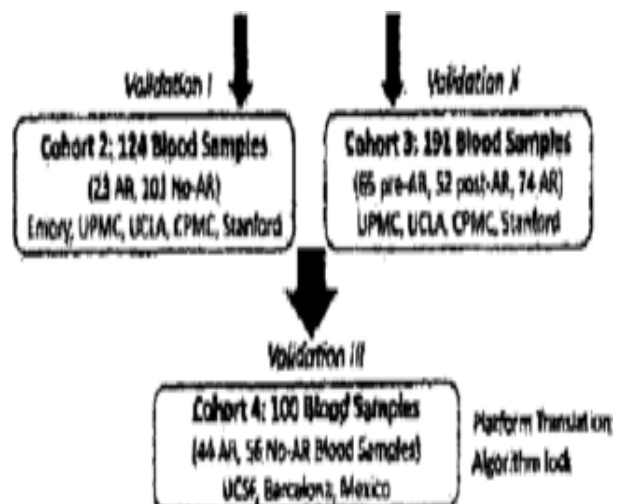 Validation I
Cohort 2: 124 Blood Samples
(23 AR, 101 No-AR)
Emory, UPMC, UCLA, CPMC, Stanford
Validation II
Cohort 3: 191 Blood Samples
(65 pre-AR, 52 post-AR, 74 AR)
UPMC, UCLA, CPMC, Stanford
Validation III
Cohort 4: 100 Blood Samples
(44 AR, 56 No-AR Blood Samples)
UCSF, Barcelona, Mexico
Platform Translation
Algorithm lock